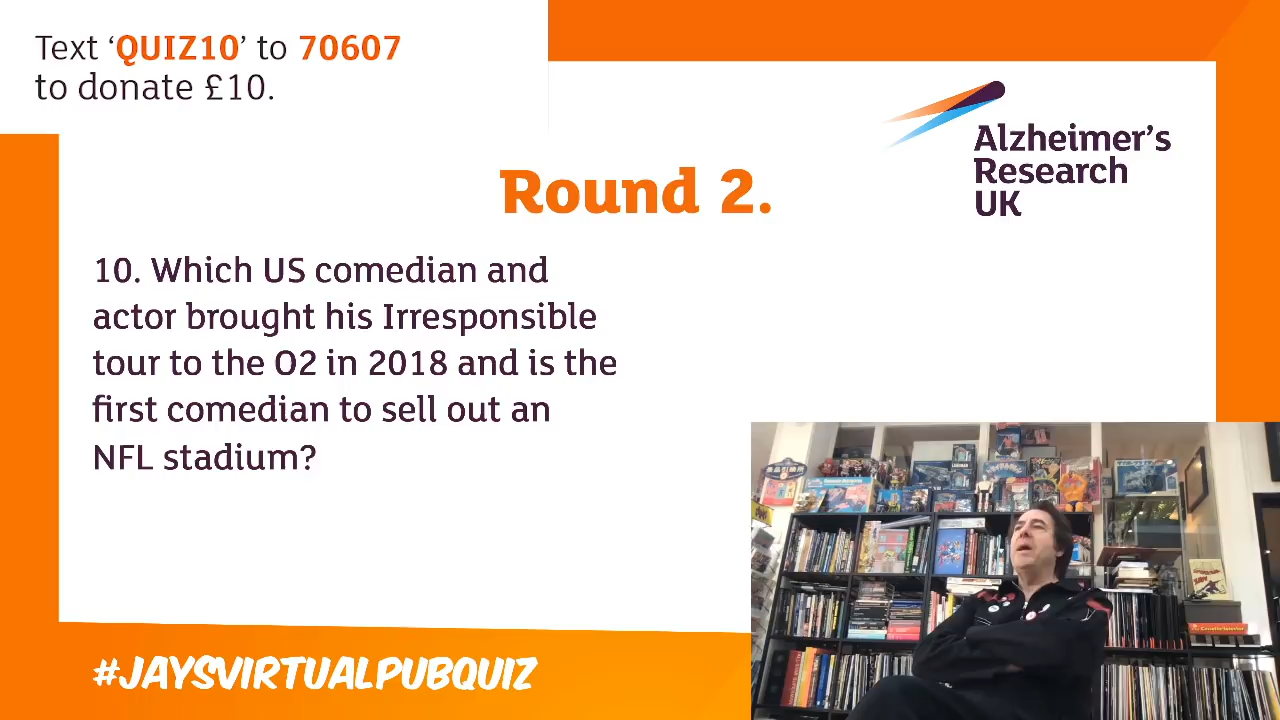 Text ‘QUIZ10’ to 70607
to donate £10.
Alzheimer's
Research
UK
Round 2.
10. Which US comedian and
actor brought his Irresponsible
tour to the O2 in 2018 and is the
first comedian to sell out an
NFL stadium?
#JAYSVIRTUALPUBQUIZ